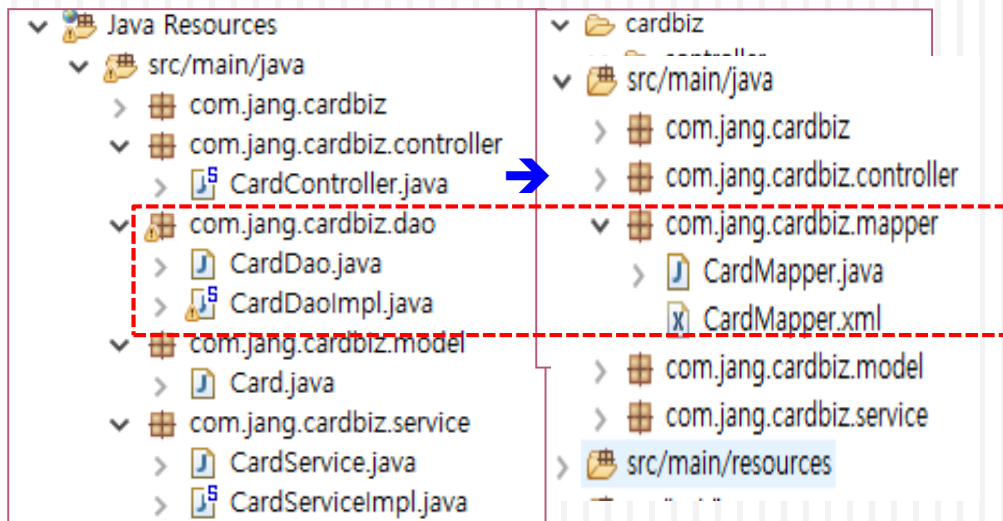 Java Resources
src/main/java
com.jang.cardbiz
com.jang.cardbiz.controller
CardController.java
com.jang.cardbiz.dao
CardDao.java
CardDaoImpl.java
com.jang.cardbiz.model
Card.java
com.jang.cardbiz.service
CardService.java
CardServiceImpl.java
cardbiz
controller
src/main/java
com.jang.cardbiz
com.jang.cardbiz.controller
com.jang.cardbiz.mapper
CardMapper.java
CardMapper.xml
com.jang.cardbiz.model
com.jang.cardbiz.service
src/main/resources